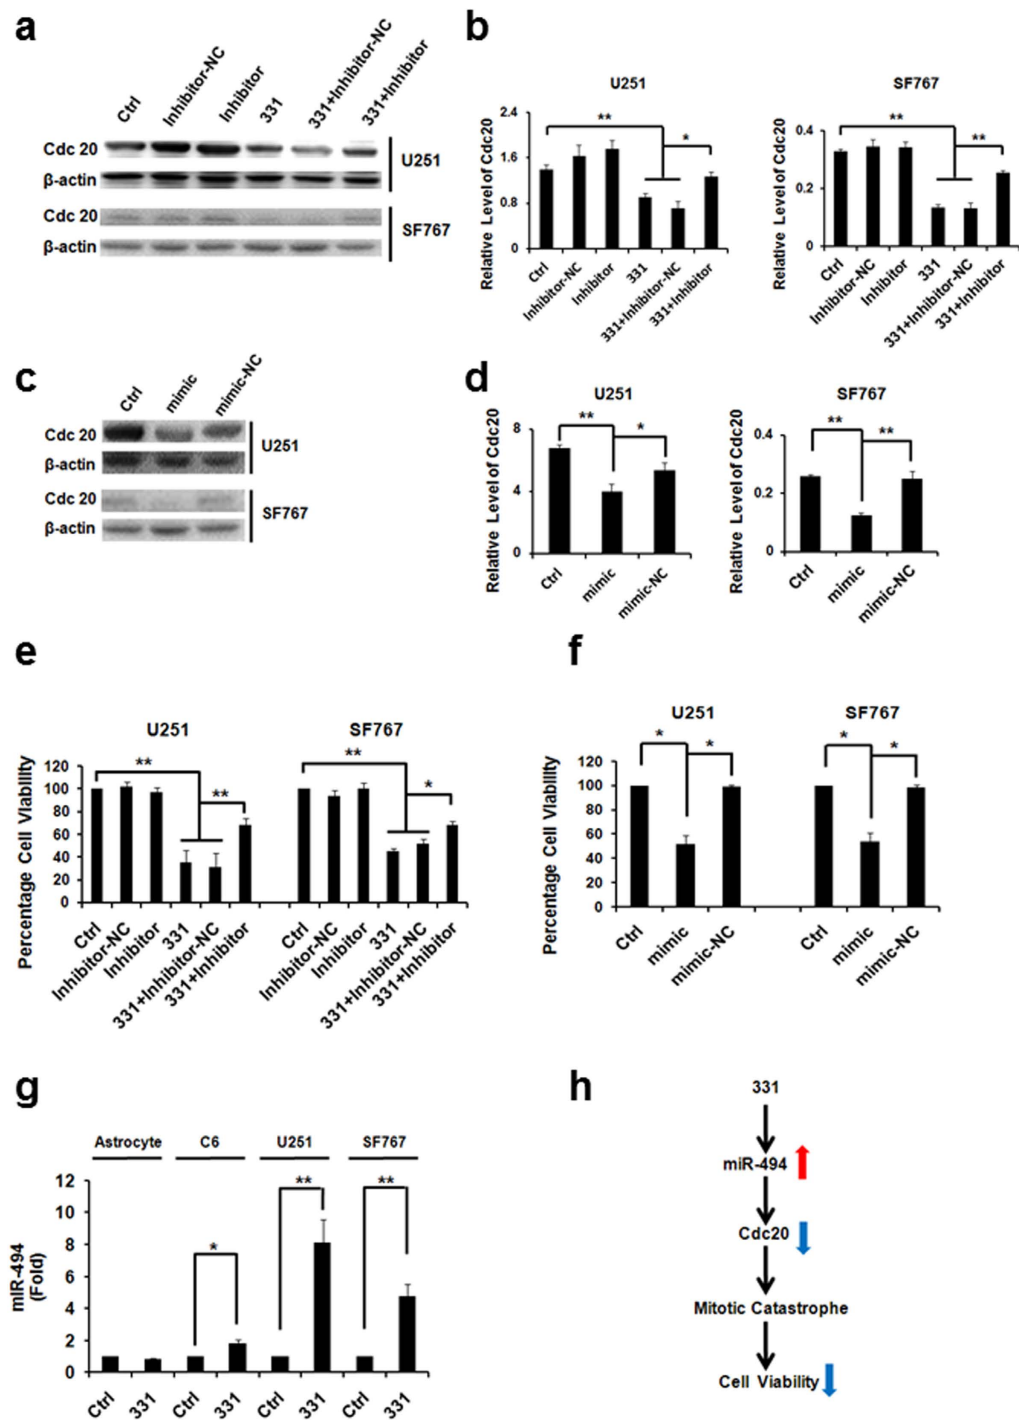 a
Ctrl
Inhibitor-NC
Inhibitor
331
331+Inhibitor-NC
331+Inhibitor
Cdc 20
β-actin
U251
Cdc 20
β-actin
SF767
b
U251
Relative Level of Cdc20
2.4
1.6
0.8
0
**
*
Ctrl
Inhibitor-NC
Inhibitor
331
331+Inhibitor-NC
331+Inhibitor
SF767
Relative Level of Cdc20
0.4
0.2
0
**
**
Ctrl
Inhibitor-NC
Inhibitor
331
331+Inhibitor-NC
331+Inhibitor
c
Ctrl
mimic
mimic-NC
Cdc 20
β-actin
U251
Cdc 20
β-actin
SF767
d
U251
Relative Level of Cdc20
8
4
0
**
*
Ctrl
mimic
mimic-NC
SF767
Relative Level of Cdc20
0.4
0.2
0
**
**
Ctrl
mimic
mimic-NC
e
U251
SF767
Percentage Cell Viability
120
100
80
60
40
20
0
**
**
**
*
Ctrl
Inhibitor-NC
Inhibitor
331
331+Inhibitor-NC
331+Inhibitor
Ctrl
Inhibitor-NC
Inhibitor
331
331+Inhibitor-NC
331+Inhibitor
f
U251
SF767
Percentage Cell Viability
120
100
80
60
40
20
0
*
*
*
*
Ctrl
mimic
mimic-NC
Ctrl
mimic
mimic-NC
g
Astrocyte
C6
U251
SF767
miR-494
(Fold)
12
10
8
6
4
2
0
*
**
**
Ctrl
331
Ctrl
331
Ctrl
331
Ctrl
331
h
331
miR-494
Cdc20
Mitotic Catastrophe
Cell Viability